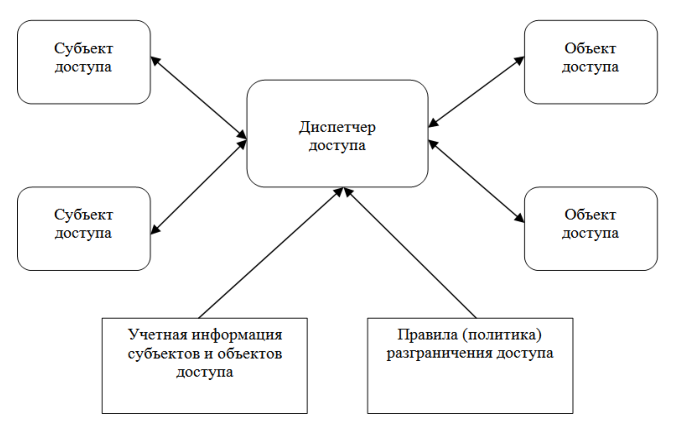 Субъект
доступа
Объект
доступа
Диспетчер
доступа
Субъект
доступа
Объект
доступа
Учетная информация
субъектов и объектов
доступа
Правила (политика)
разграничения доступа